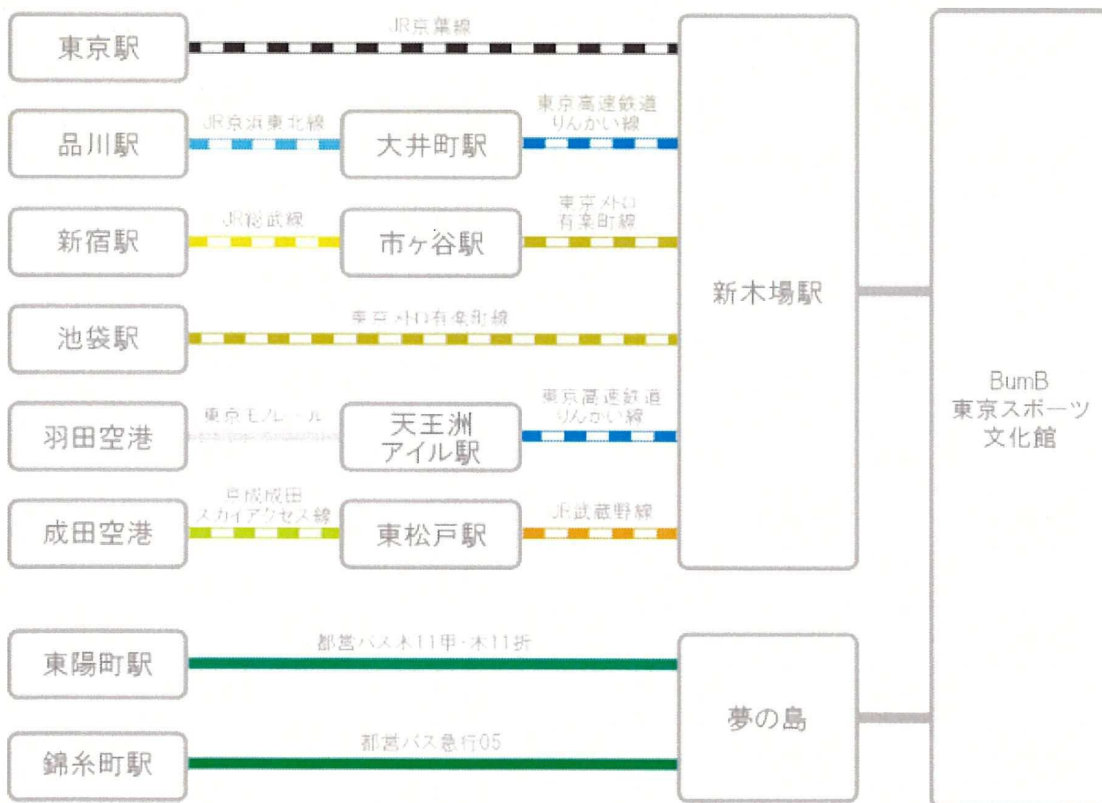 東京駅
JR京葉線
品川駅
JR京浜東北線
大井町駅
東京高速鉄道
りんかい線
新宿駅
JR総武線
市ヶ谷駅
東京メトロ
有楽町線
池袋駅
東京メトロ有楽町線
羽田空港
東京モノレール
天王洲
アイル駅
東京高速鉄道
りんかい線
成田空港
京成成田
スカイアクセス線
東松戸駅
JR武蔵野線
新木場駅
東陽町駅
都営バス木11甲・木11折
錦糸町駅
都営バス急行05
夢の島
BumB
東京スポーツ
文化館